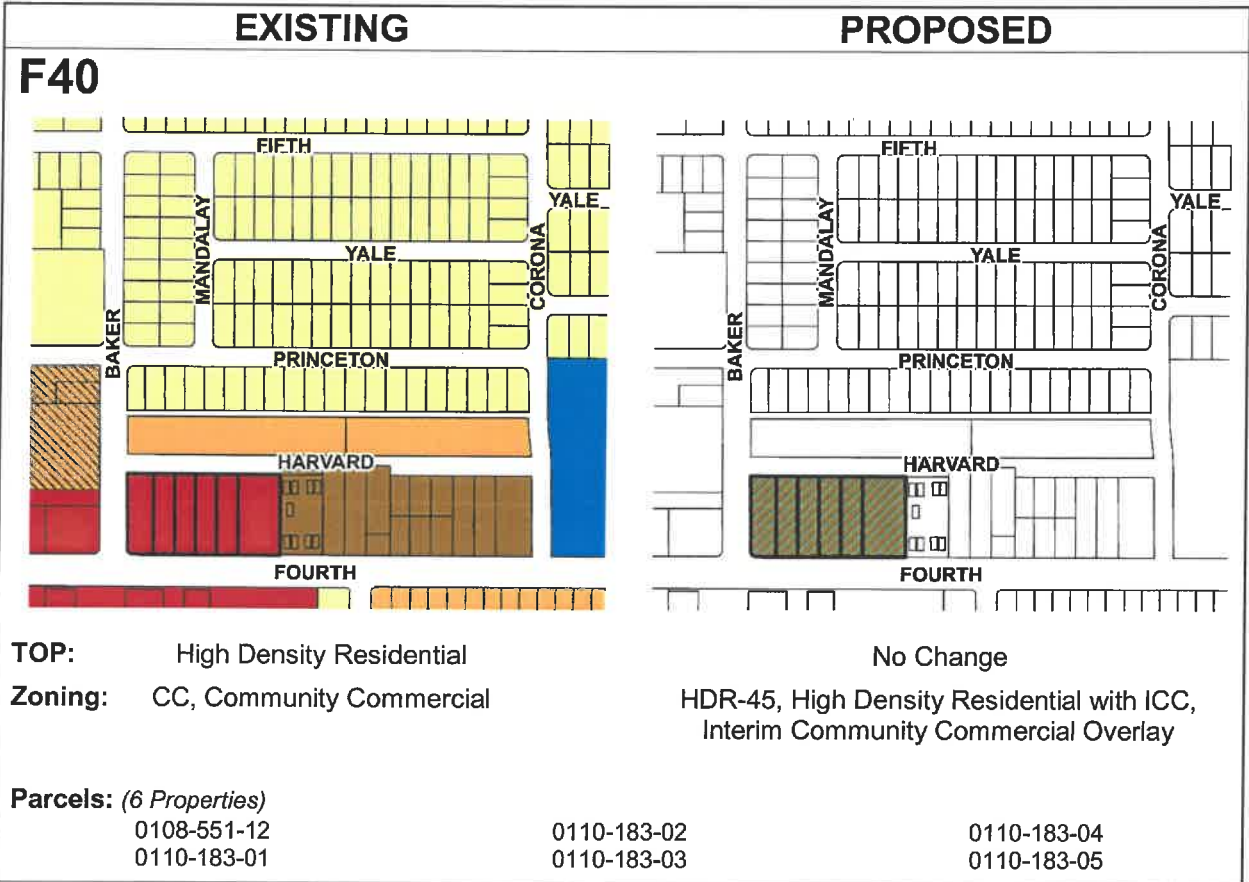 EXISTING
PROPOSED
F40
FIFTH
MANDALAY
YALE
YALE
CORONA
BAKER
PRINCETON
HARVARD
FOURTH
FIFTH
MANDALAY
YALE
YALE
CORONA
BAKER
PRINCETON
HARVARD
FOURTH
TOP: High Density Residential
No Change
Zoning: CC, Community Commercial
HDR-45, High Density Residential with ICC,
Interim Community Commercial Overlay
Parcels: (6 Properties)
0108-551-12 0110-183-02 0110-183-04
0110-183-01 0110-183-03 0110-183-05